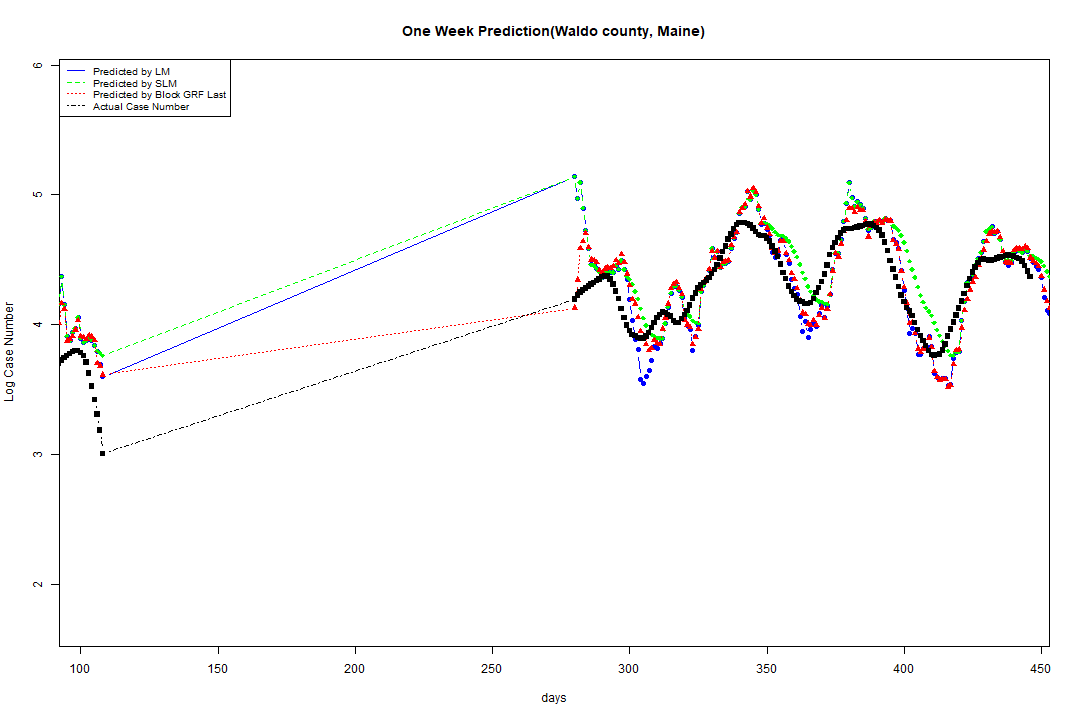 One Week Prediction(Waldo county, Maine)
Predicted by LM
Predicted by SLM
Predicted by Block GRF Last
Actual Case Number
6
5
4
3
2
Log Case Number
100 150 200 250 300 350 400 450
days